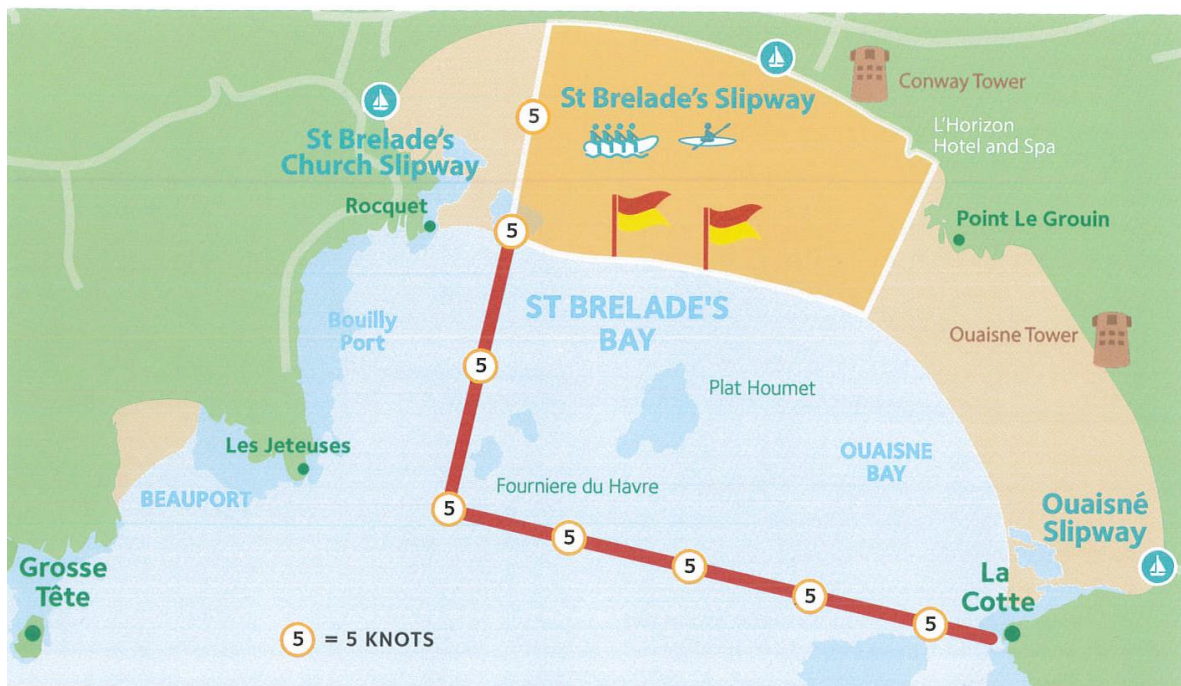 5
St Brelade's Slipway
Conway Tower
L'Horizon
Hotel and Spa
St Brelade's
Church Slipway
Rocquet
5
Point Le Grouin
Bouilly
Port
ST BRELADE'S
BAY
Ouaisne Tower
5
Plat Houmet
Les Jeteuses
OUAISNE
BAY
BEAUPORT
Fourniere du Havre
5
Ouaisné
Slipway
5
5
Grosse
Tête
La
Cotte
5
5
5 = 5 KNOTS